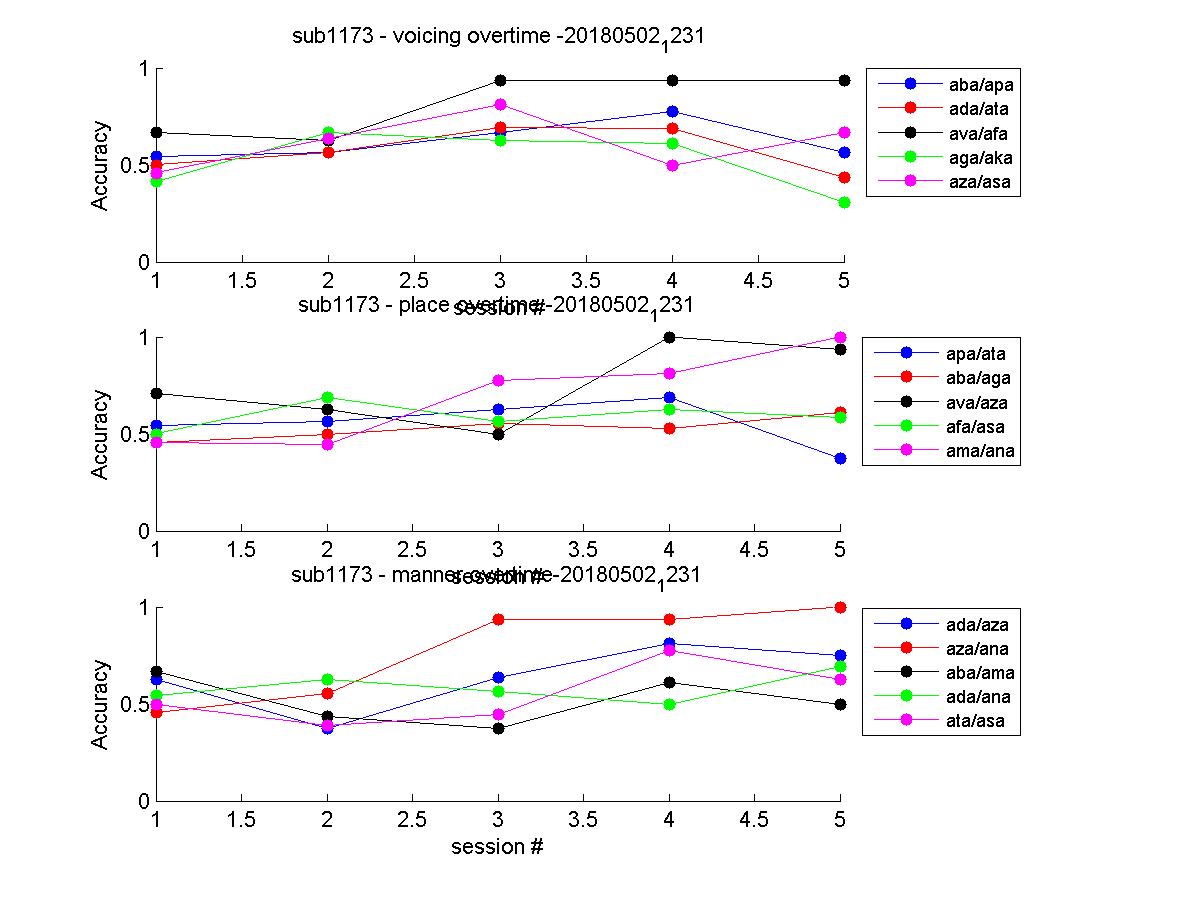 sub1173 - voicing overtime -20180502₁231
1
0.5
0
Accuracy
1 1.5 2 2.5 3 3.5 4 4.5 5
session #
aba/apa
ada/ata
ava/afa
aga/aka
aza/asa
sub1173 - place overtime -20180502₁231
1
0.5
0
Accuracy
1 1.5 2 2.5 3 3.5 4 4.5 5
session #
apa/ata
aba/aga
ava/aza
afa/asa
ama/ana
sub1173 - manner overtime -20180502₁231
1
0.5
0
Accuracy
1 1.5 2 2.5 3 3.5 4 4.5 5
session #
ada/aza
aza/ana
aba/ama
ada/ana
ata/asa